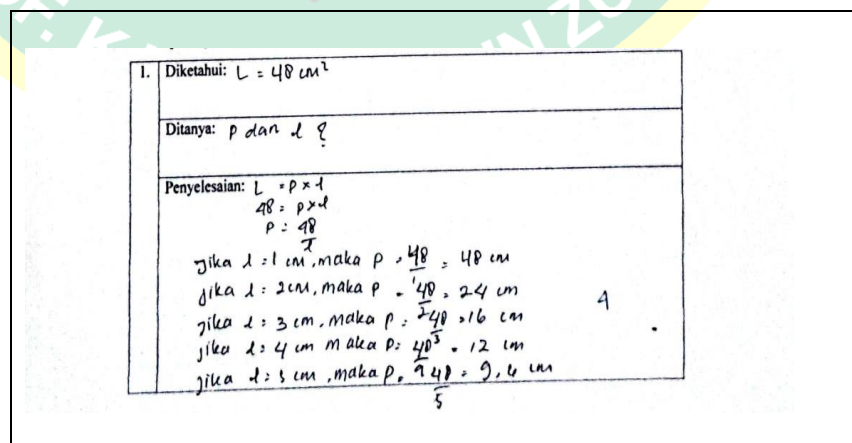 1. Diketahui: L = 48 cm²
Ditanya: p dan l ?
Penyelesaian: L = p x l
48 = p x l
p = 48/l
jika l = 1 cm, maka p = 48/1 = 48 cm
jika l = 2 cm, maka p = 48/2 = 24 cm
jika l = 3 cm, maka p = 48/3 = 16 cm
jika l = 4 cm maka p = 48/4 = 12 cm
jika l = 5 cm, maka p = 48/5 = 9,6 cm
4